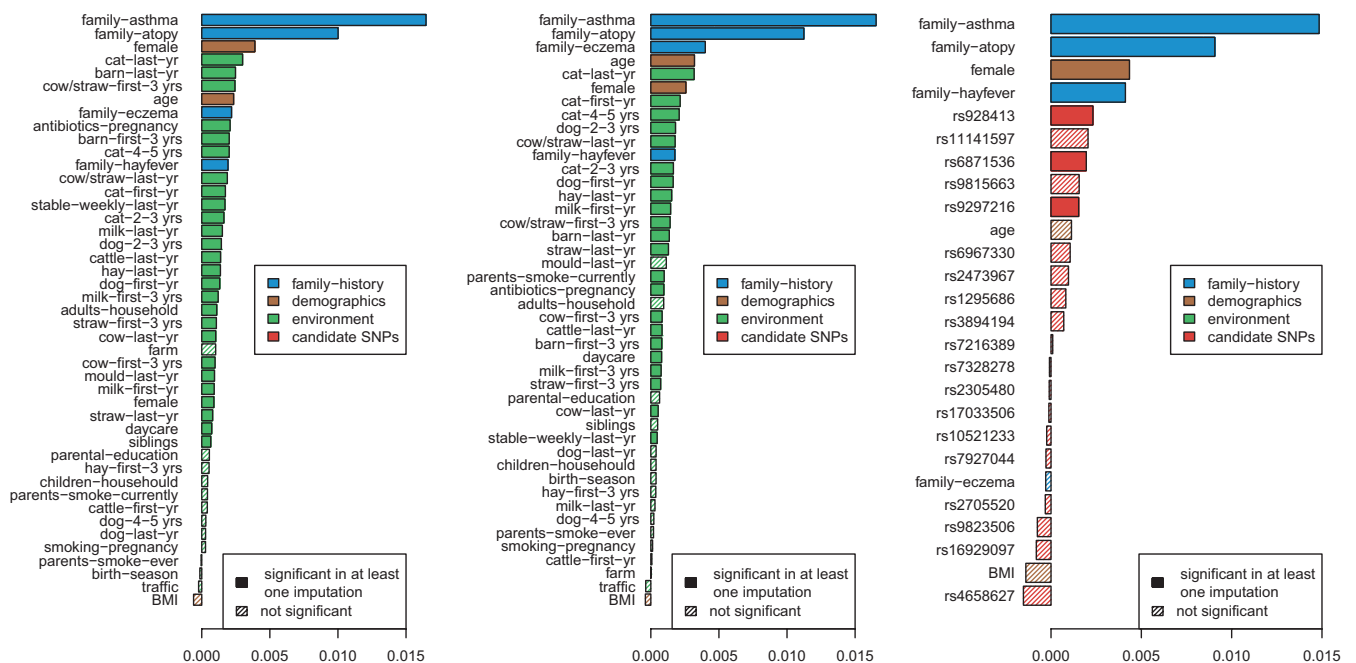 family-asthma
family-atopy
female
cat-last-yr
barn-last-yr
cow/straw-first-3 yrs
age
family-eczema
antibiotics-pregnancy
barn-first-3 yrs
cat-4-5 yrs
family-hayfever
cow/straw-last-yr
cat-first-yr
stable-weekly-last-yr
cat-2-3 yrs
milk-last-yr
dog-2-3 yrs
cattle-last-yr
hay-last-yr
dog-first-yr
milk-first-3 yrs
adults-household
straw-first-3 yrs
cow-last-yr
farm
cow-first-3 yrs
mould-last-yr
milk-first-yr
female
straw-last-yr
daycare
siblings
parental-education
hay-first-3 yrs
children-househould
parents-smoke-currently
cattle-first-yr
dog-4-5 yrs
dog-last-yr
smoking-pregnancy
parents-smoke-ever
birth-season
traffic
BMI
family-history
demographics
environment
candidate SNPs
significant in at least
one imputation
not significant
0.000 0.005 0.010 0.015
family-asthma
family-atopy
family-eczema
age
cat-last-yr
female
cat-first-yr
cat-4-5 yrs
dog-2-3 yrs
cow/straw-last-yr
family-hayfever
cat-2-3 yrs
dog-first-yr
hay-last-yr
milk-first-yr
cow/straw-first-3 yrs
barn-last-yr
straw-last-yr
mould-last-yr
parents-smoke-currently
antibiotics-pregnancy
adults-household
cow-first-3 yrs
cattle-last-yr
barn-first-3 yrs
daycare
milk-first-3 yrs
straw-first-3 yrs
parental-education
cow-last-yr
siblings
stable-weekly-last-yr
dog-last-yr
children-househould
birth-season
hay-first-3 yrs
milk-last-yr
dog-4-5 yrs
parents-smoke-ever
smoking-pregnancy
cattle-first-yr
farm
traffic
BMI
family-history
demographics
environment
candidate SNPs
significant in at least
one imputation
not significant
0.000 0.005 0.010 0.015
family-asthma
family-atopy
female
family-hayfever
rs928413
rs11141597
rs6871536
rs9815663
rs9297216
age
rs6967330
rs2473967
rs1295686
rs3894194
rs7216389
rs7328278
rs2305480
rs17033506
rs10521233
rs7927044
family-eczema
rs2705520
rs9823506
rs16929097
BMI
rs4658627
family-history
demographics
environment
candidate SNPs
significant in at least
one imputation
not significant
0.000 0.005 0.010 0.015